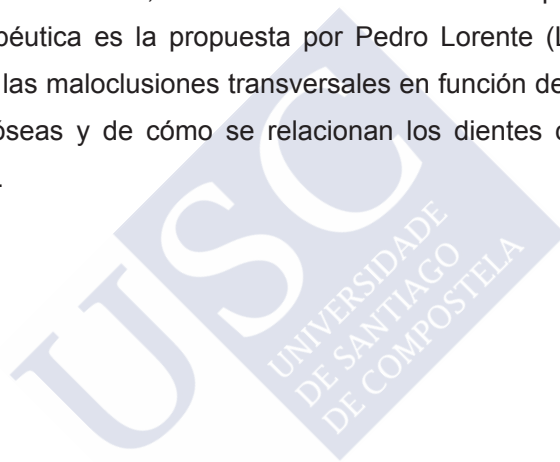 péutica es la propuesta por Pedro Lorente (
las maloclusiones transversales en función de
óseas y de cómo se relacionan los dientes
USC
UNIVERSIDADE
DE SANTIAGO
DE COMPOSTELA